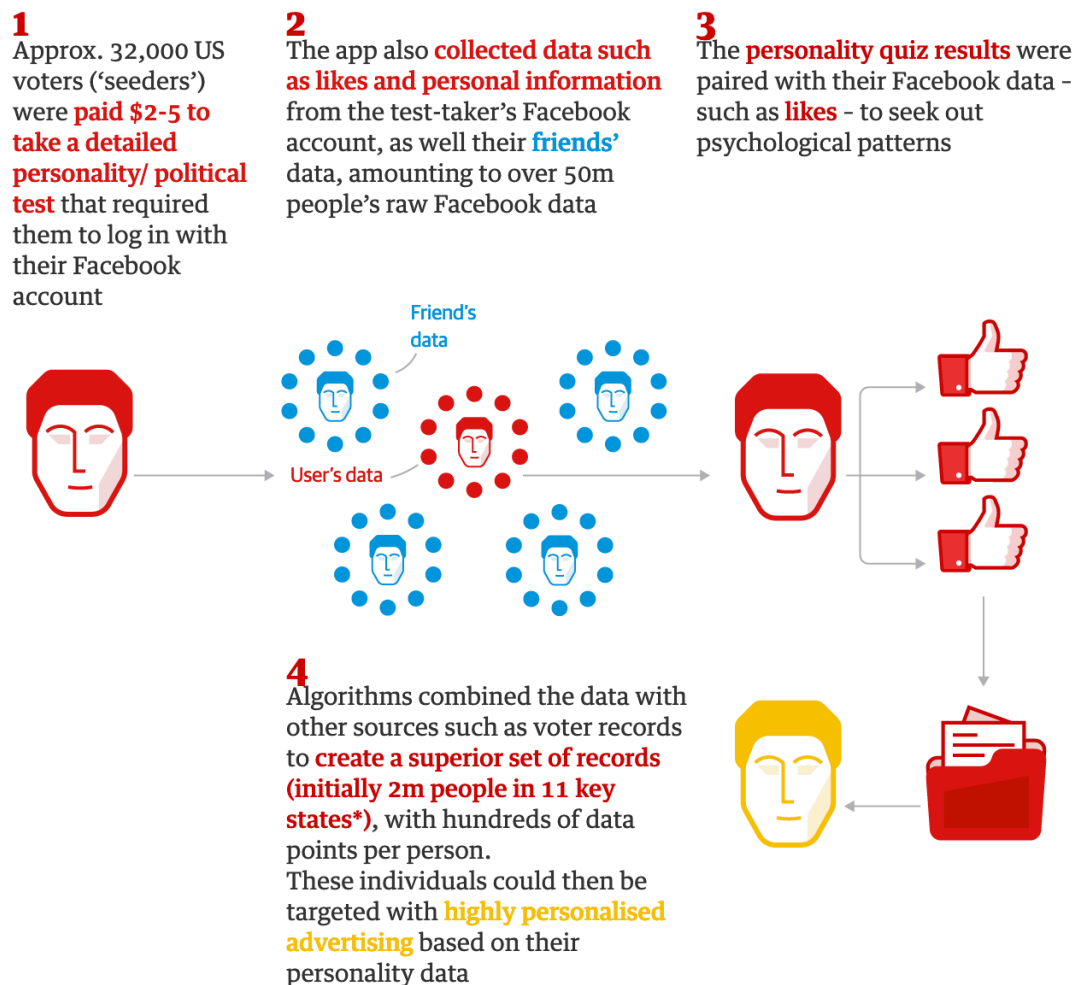 1
Approx. 32,000 US
voters (‘seeders’)
were paid $2-5 to
take a detailed
personality/ political
test that required
them to log in with
their Facebook
account
2
The app also collected data such
as likes and personal information
from the test-taker’s Facebook
account, as well their friends’
data, amounting to over 50m
people’s raw Facebook data
3
The personality quiz results were
paired with their Facebook data -
such as likes - to seek out
psychological patterns
Friend's
data
User's data
4
Algorithms combined the data with
other sources such as voter records
to create a superior set of records
(initially 2m people in 11 key
states*), with hundreds of data
points per person.
These individuals could then be
targeted with highly personalised
advertising based on their
personality data